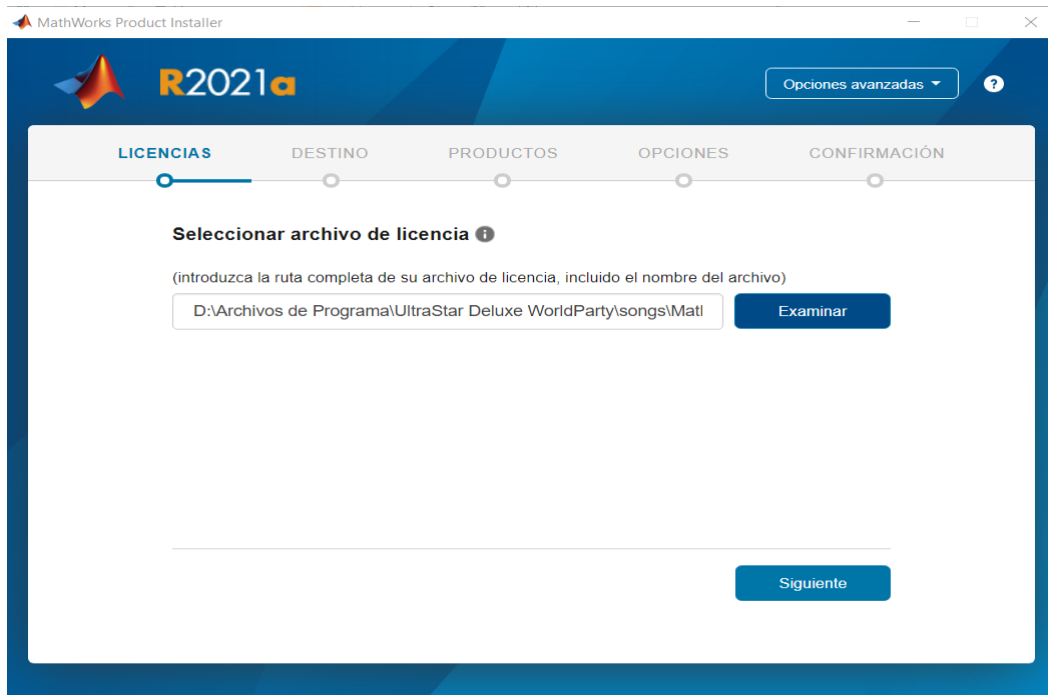 MathWorks Product Installer
R2021a
Opciones avanzadas
?
LICENCIAS DESTINO PRODUCTOS OPCIONES CONFIRMACIÓN
Seleccionar archivo de licencia
(introduzca la ruta completa de su archivo de licencia, incluido el nombre del archivo)
D:\Archivos de Programa\UltraStar Deluxe WorldParty\songs\Matl
Examinar
Siguiente